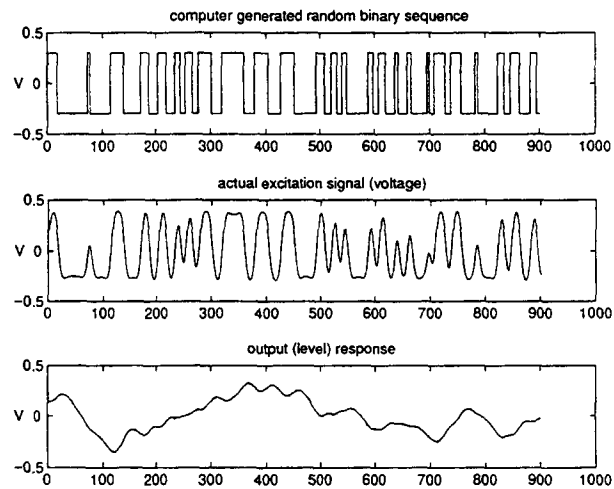 computer generated random binary sequence
0.5
V 0
-0.5
0 100 200 300 400 500 600 700 800 900 1000
actual excitation signal (voltage)
0.5
V 0
-0.5
0 100 200 300 400 500 600 700 800 900 1000
output (level) response
0.5
V 0
-0.5
0 100 200 300 400 500 600 700 800 900 1000